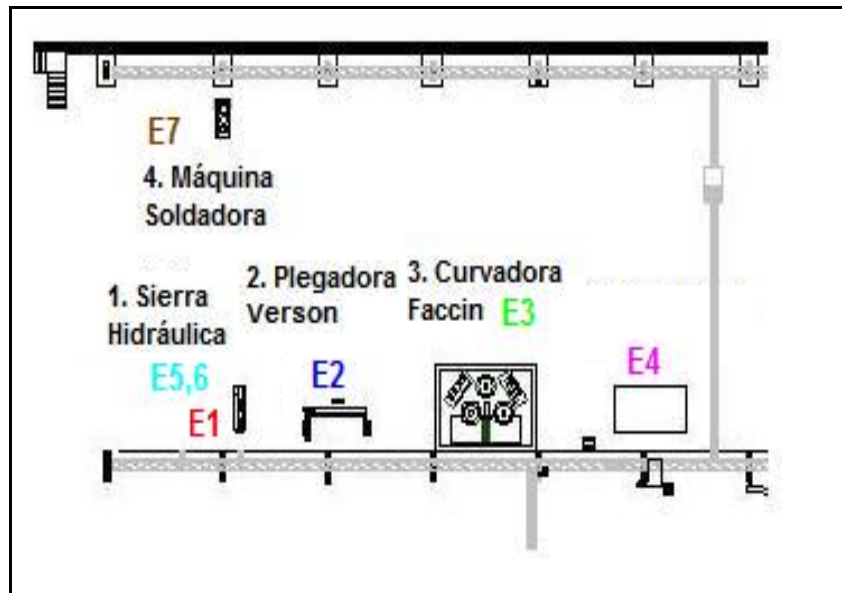 E7
4. Máquina
Soldadora
1. Sierra
Hidráulica
2. Plegadora
Verson
3. Curvadora
Faccin E3
E5,6
E1
E2
E4